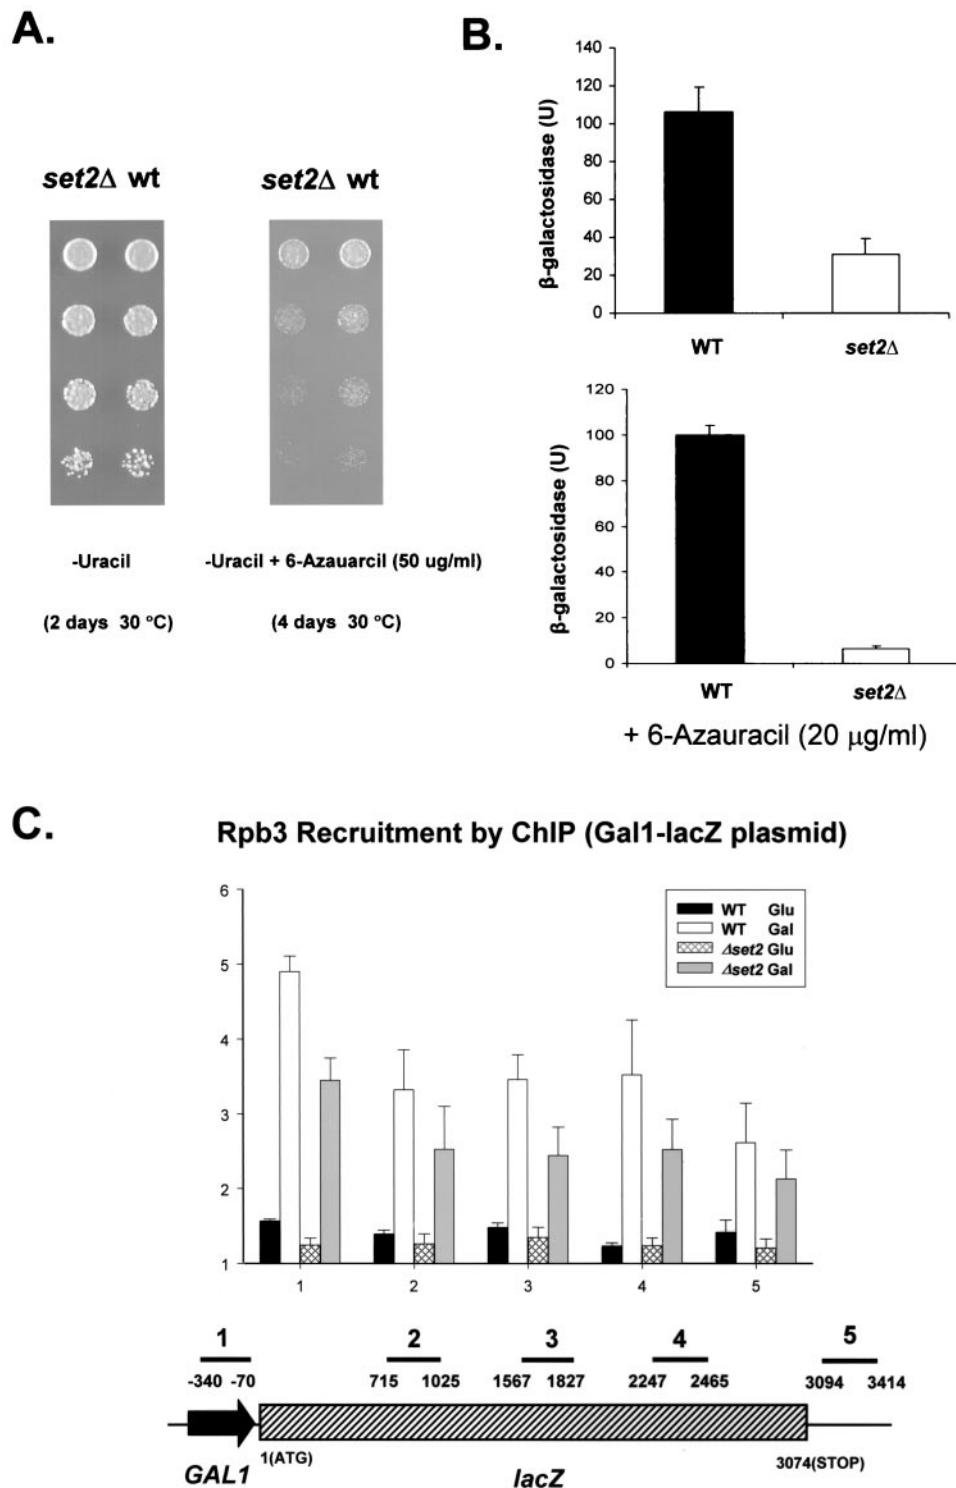 A.
set2Δ wt
set2Δ wt
-Uracil
-Uracil + 6-Azauarcil (50 ug/ml)
(2 days 30 °C)
(4 days 30 °C)
B.
140
120
100
80
60
40
20
0
β-galactosidase (U)
WT
set2Δ
120
100
80
60
40
20
0
β-galactosidase (U)
WT
set2Δ
+ 6-Azauracil (20 μg/ml)
C.
Rpb3 Recruitment by ChIP (Gal1-lacZ plasmid)
6
5
4
3
2
1
WT Glu
WT Gal
Δset2 Glu
Δset2 Gal
1 2 3 4 5
1 2 3 4 5
-340 -70 715 1025 1567 1827 2247 2465 3094 3414
1(ATG)
3074(STOP)
GAL1
lacZ